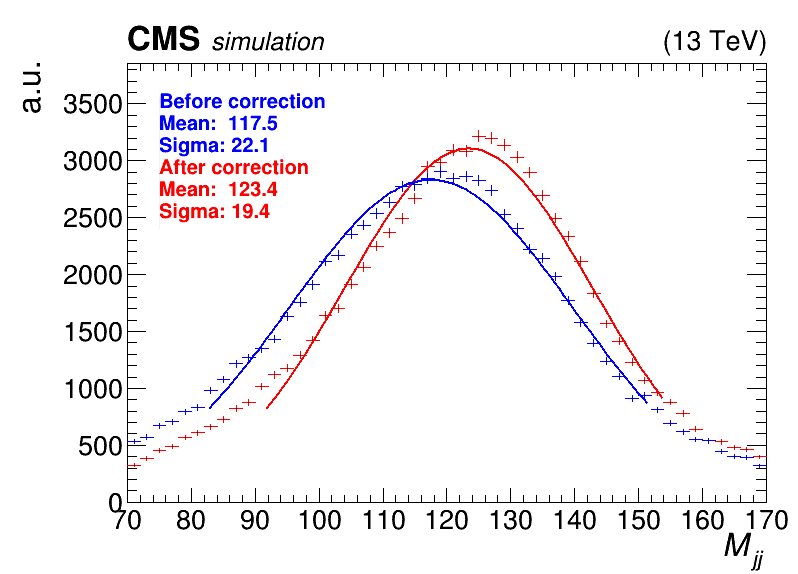 CMS simulation (13 TeV)
a.u.
Before correction
Mean: 117.5
Sigma: 22.1
After correction
Mean: 123.4
Sigma: 19.4
3500
3000
2500
2000
1500
1000
500
0
70 80 90 100 110 120 130 140 150 160 170
M jj